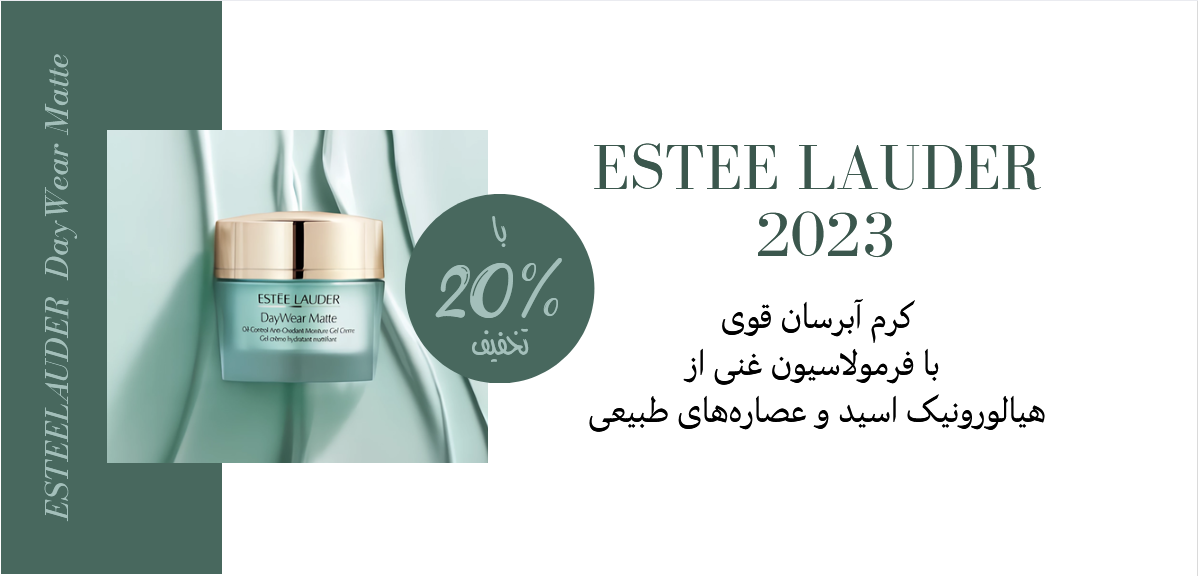 ESTEELAUDER DayWear Matte
ESTĒE LAUDER
DayWear Matte
Oil-Control Anti-Oxidant Moisture Gel Creme
Gel crème hydratant matifiant
با
20%
تخفیف
ESTEE LAUDER
2023
کرم آبرسان قوی
با فرمولاسیون غنی از
هیالورونیک اسید و عصاره‌های طبیعی